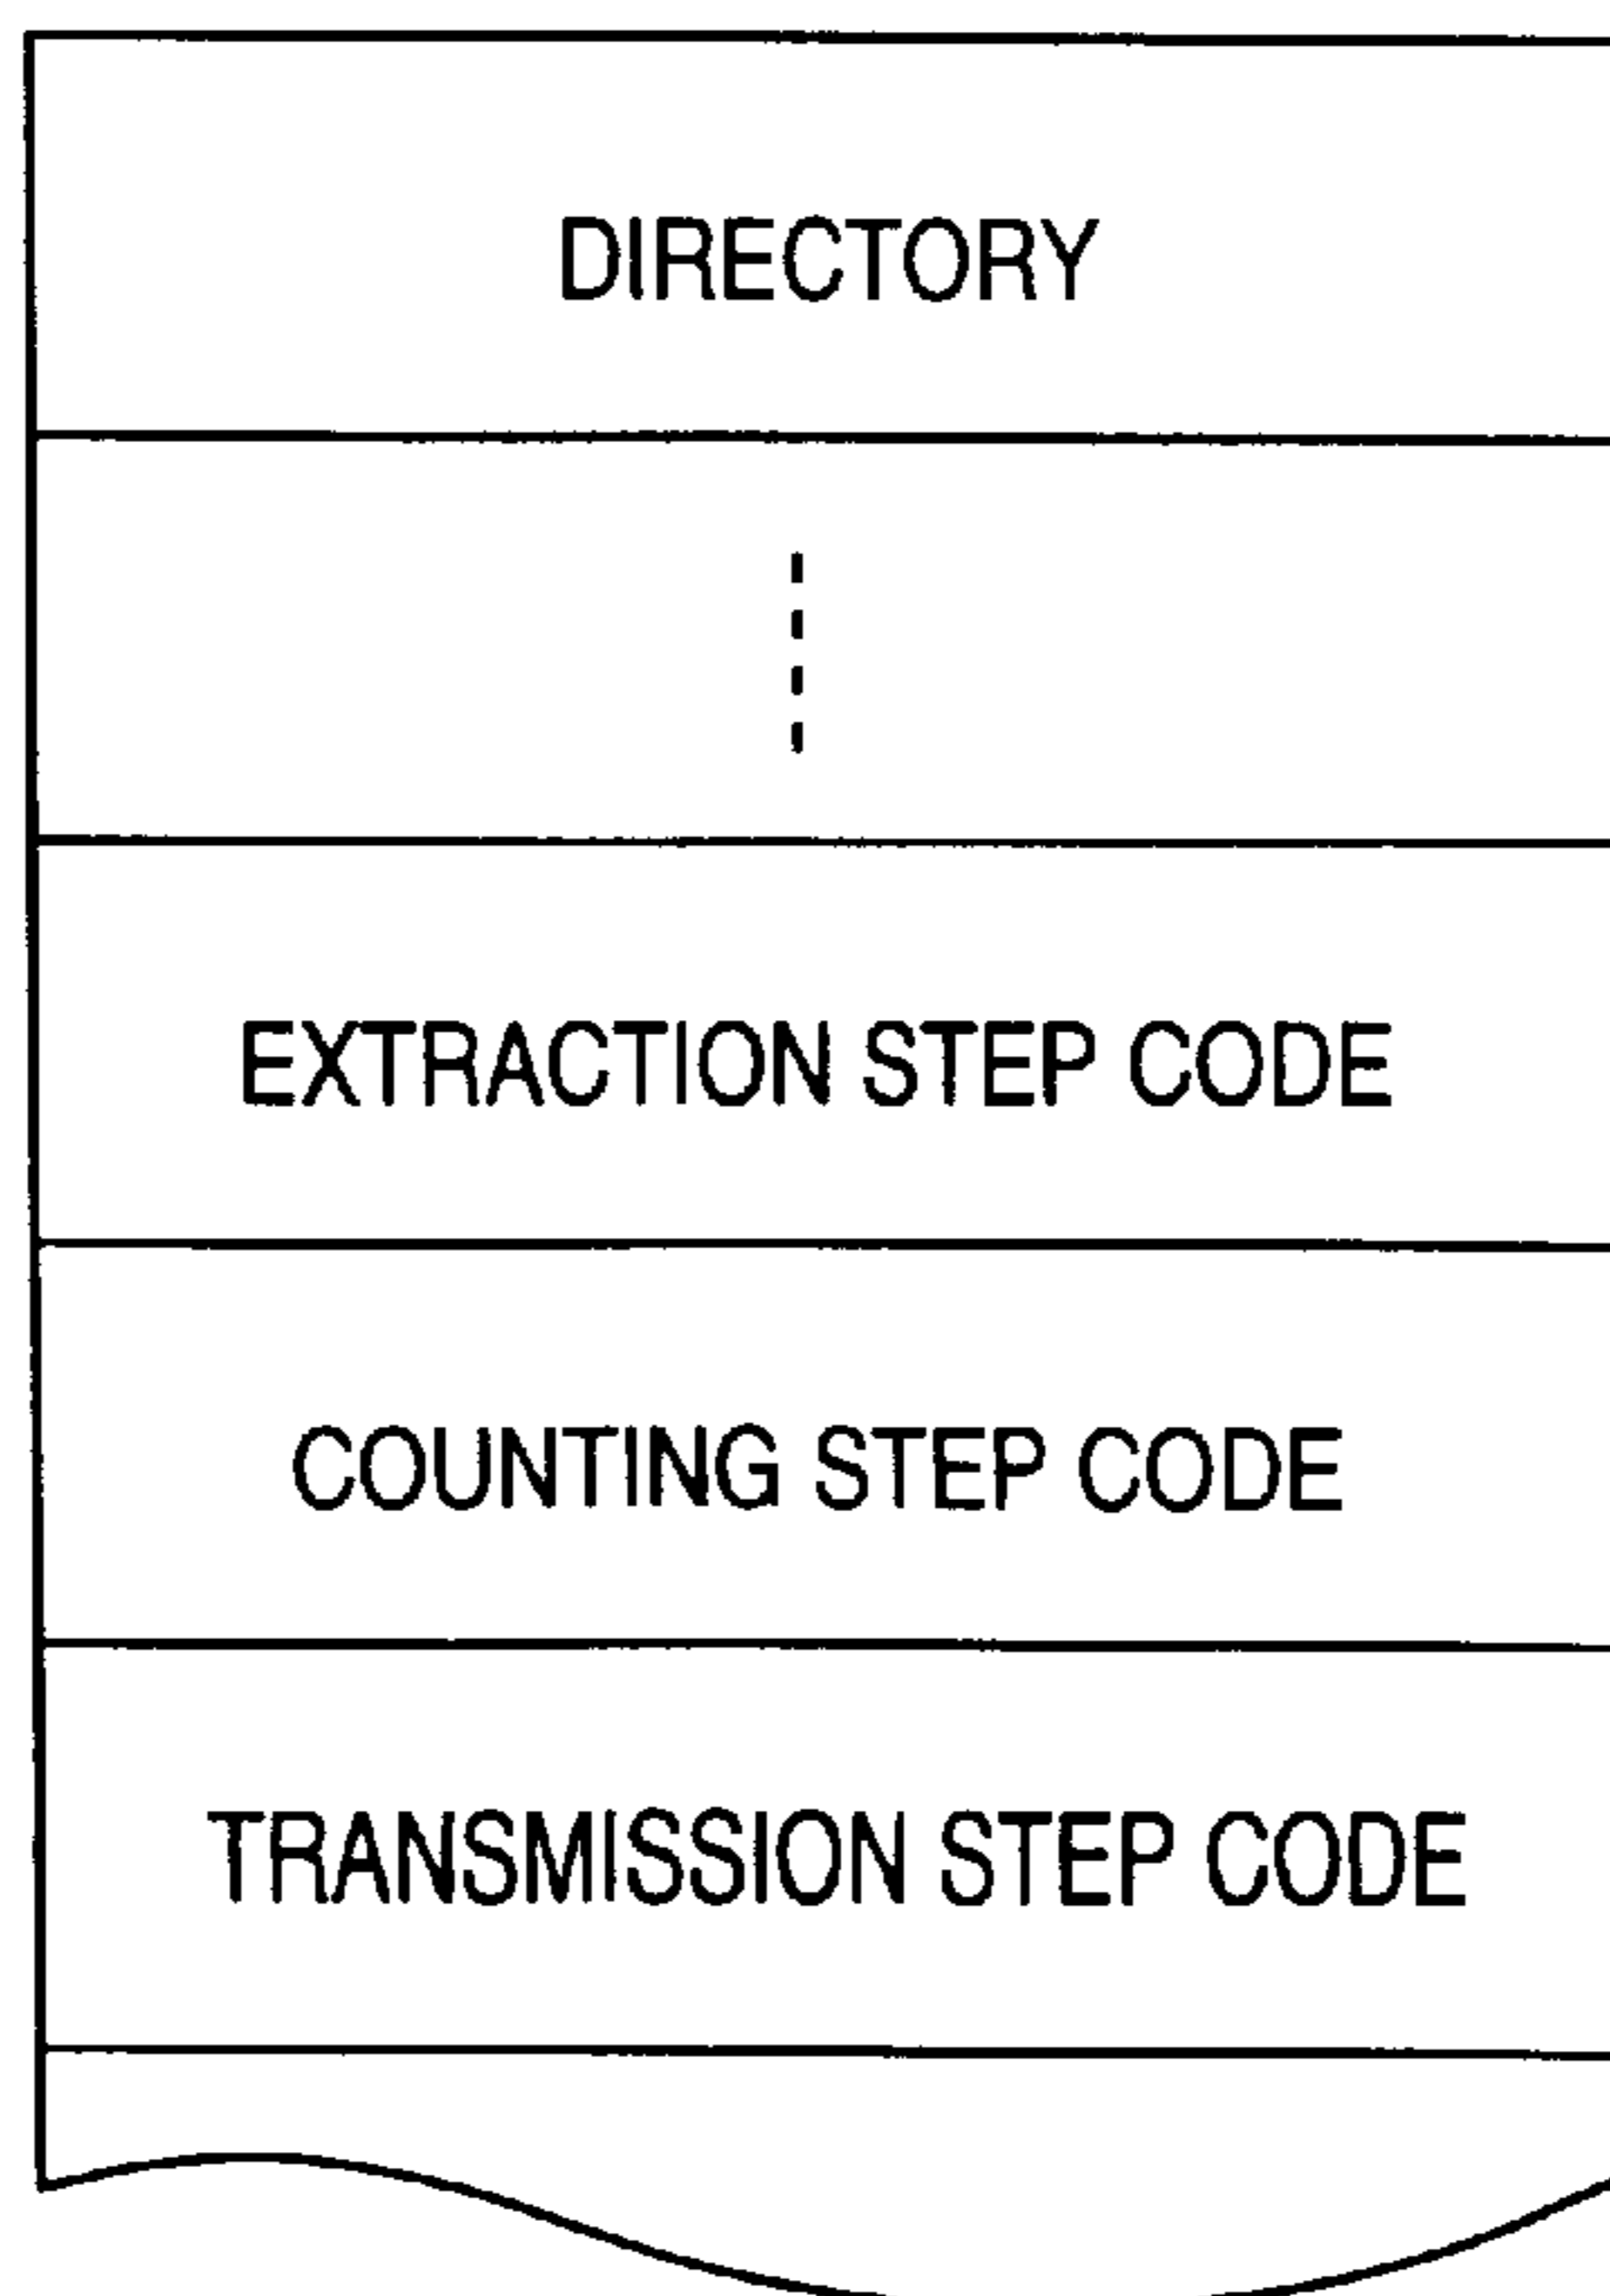 DIRECTORY
EXTRACTION STEP CODE
COUNTING STEP CODE
TRANSMISSION STEP CODE